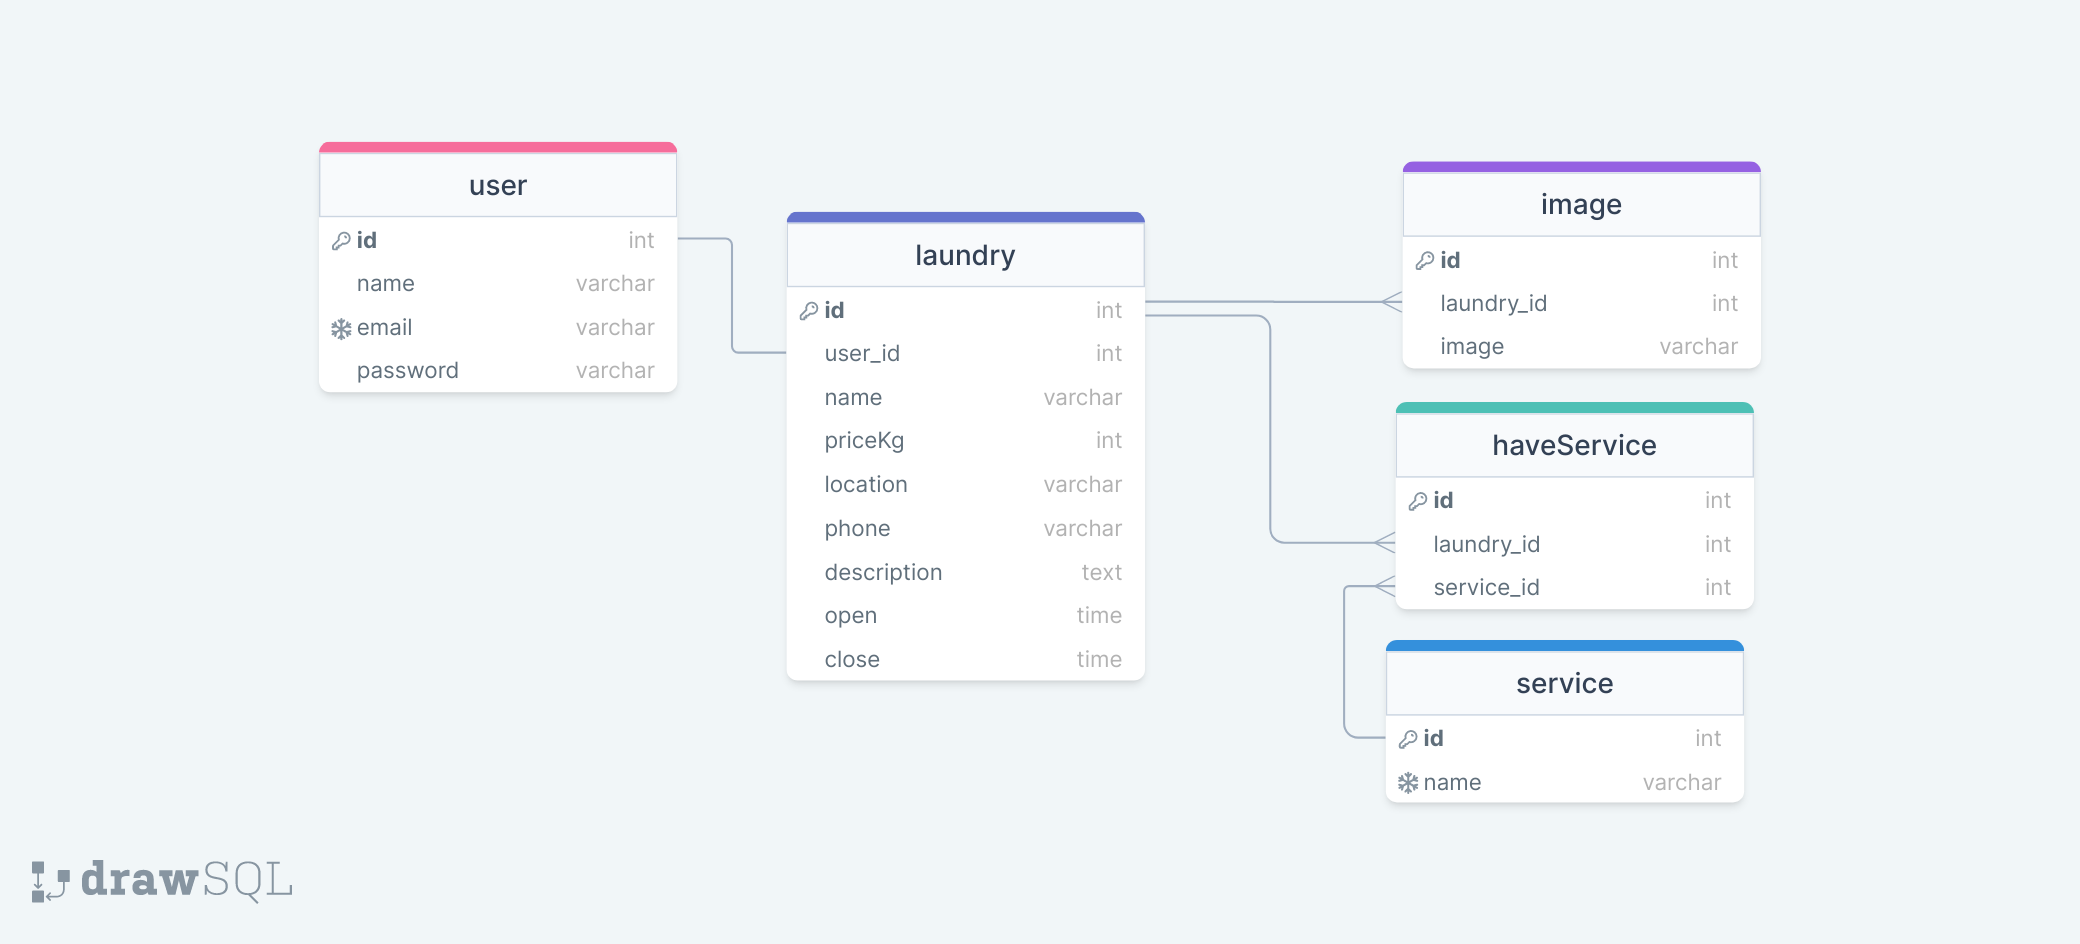 user
id int
name varchar
email varchar
password varchar
laundry
id int
user_id int
name varchar
priceKg int
location varchar
phone varchar
description text
open time
close time
image
id int
laundry_id int
image varchar
haveService
id int
laundry_id int
service_id int
service
id int
name varchar
drawSQL